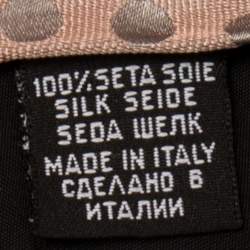 100% SETA SOIE
SILK SEIDE
SEDA ШЕЛК
MADE IN ITALY
СДЕЛАНО В
ИТАЛИИ